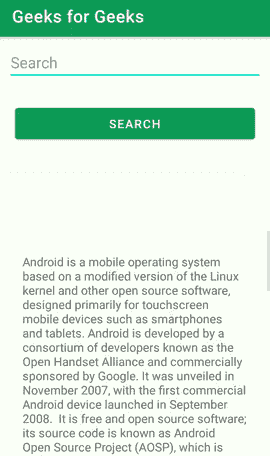 Geeks for Geeks
Search
SEARCH
Android is a mobile operating system
based on a modified version of the Linux
kernel and other open source software,
designed primarily for touchscreen
mobile devices such as smartphones
and tablets. Android is developed by a
consortium of developers known as the
Open Handset Alliance and commercially
sponsored by Google. It was unveiled in
November 2007, with the first commercial
Android device launched in September
2008.  It is free and open source software;
its source code is known as Android
Open Source Project (AOSP), which is